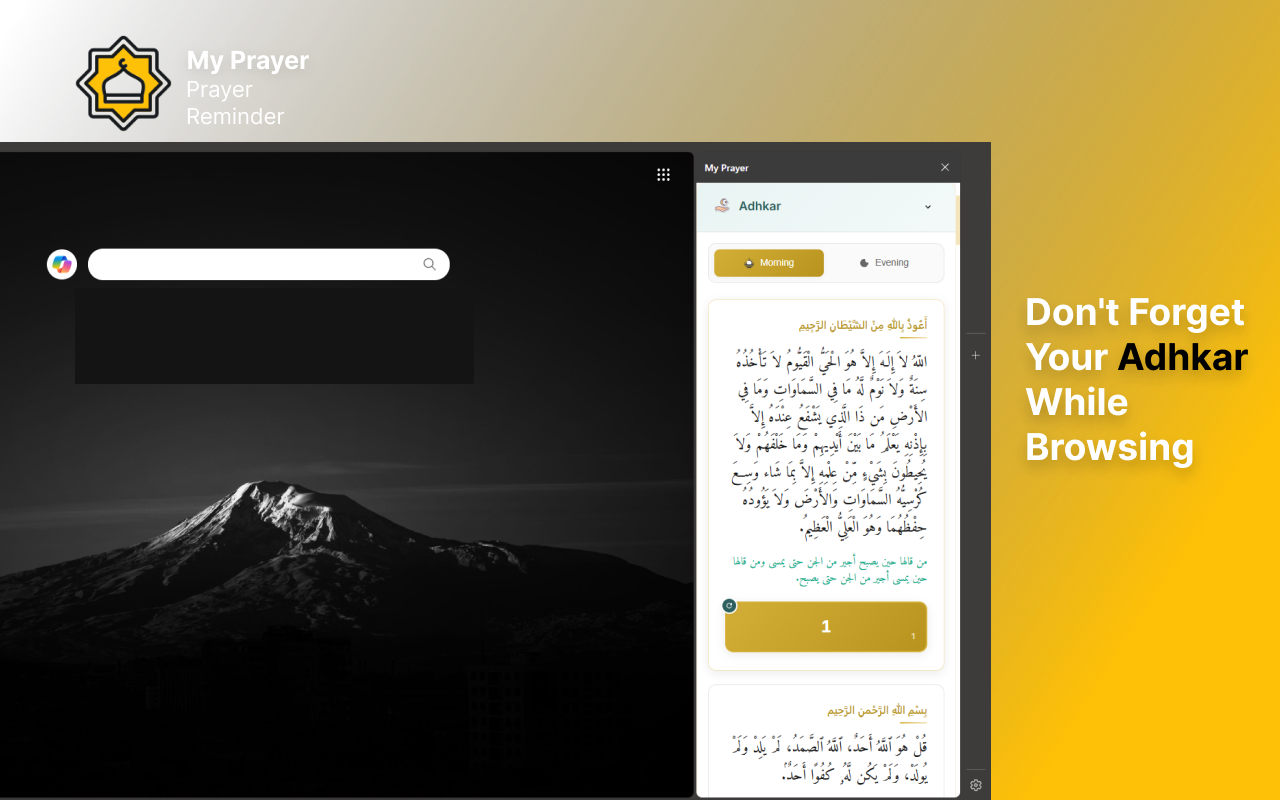 My Prayer
Prayer
Reminder
My Prayer
Adhkar
Morning
Evening
أَعُوذُ بِاللهِ مِنْ الشَّيْطَانِ الرَّجِيمِ
اللّهُ لاَ إِلَـهَ إِلاَّ هُوَ الْحَيُّ الْقَيُّومُ لاَ تَأْخُذُهُ
سِنَةٌ وَلاَ نَوْمٌ لَّهُ مَا فِي السَّمَاوَاتِ وَمَا فِي
الأَرْضِ مَن ذَا الَّذِي يَشْفَعُ عِنْدَهُ إِلاَّ
بِإِذْنِهِ يَعْلَمُ مَا بَيْنَ أَيْدِيهِمْ وَمَا خَلْفَهُمْ وَلاَ
يُحِيطُونَ بِشَيْءٍ مِّنْ عِلْمِهِ إِلاَّ بِمَا شَاء وَسِعَ
كُرْسِيُّهُ السَّمَاوَاتِ وَالأَرْضَ وَلاَ يَؤُودُهُ
حِفْظُهُمَا وَهُوَ الْعَلِيُّ الْعَظِيمُ.
من قالها حين يصبح أجير من الجن حتى يمسى ومن قالها
حين يمسى أجير من الجن حتى يصبح.
1
1
بِسْمِ اللهِ الرَّحْمنِ الرَّحِيم
قُلْ هُوَ ٱللَّهُ أَحَدٌ، ٱللَّهُ ٱلصَّمَدُ، لَمْ يَلِدْ وَلَمْ
يُولَدْ، وَلَمْ يَكُن لَّهُۥ كُفُوًا أَحَدٌۢ.
Don't Forget
Your Adhkar
While
Browsing